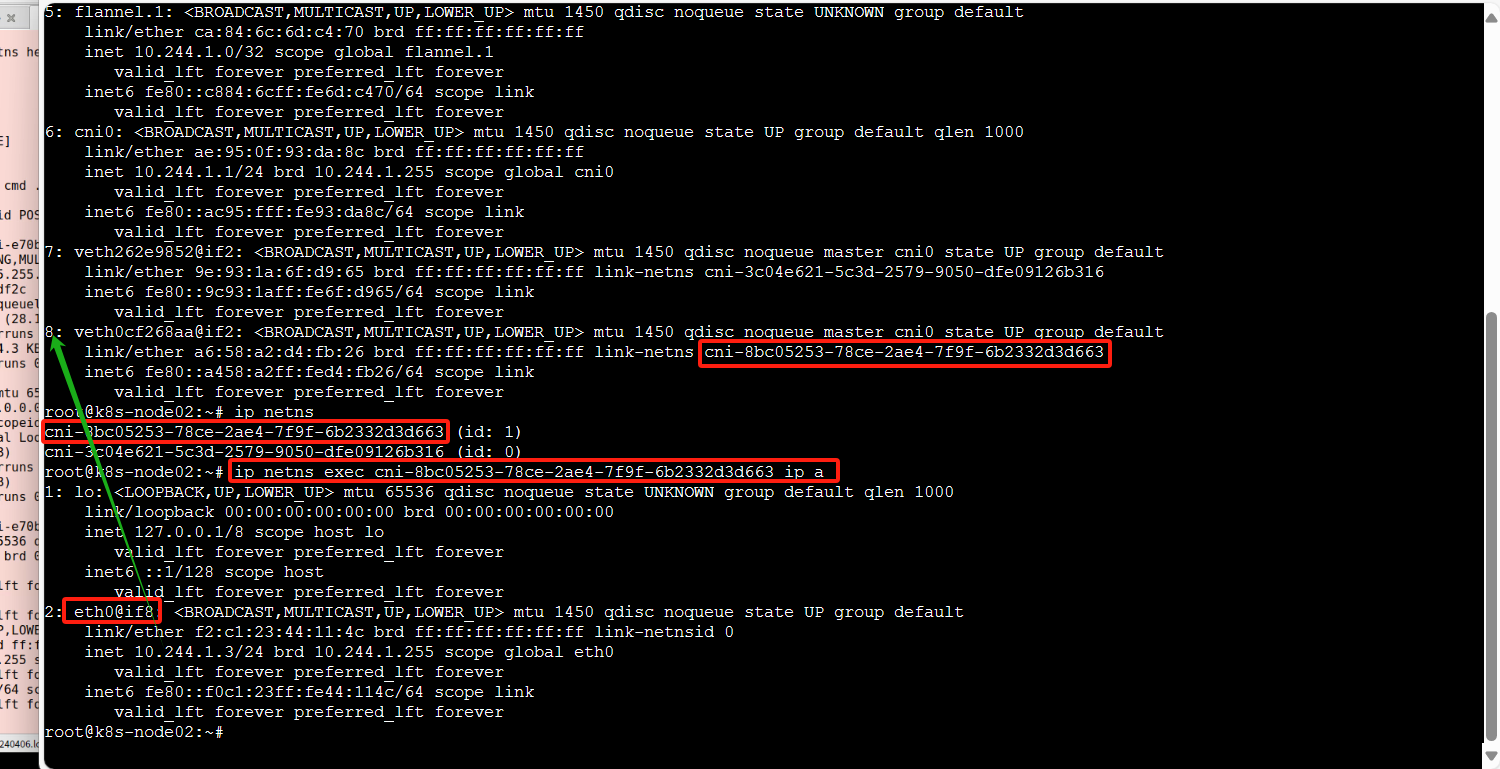 5: flannel.1: <BROADCAST,MULTICAST,UP,LOWER_UP> mtu 1450 qdisc noqueue state UNKNOWN group default
link/ether ca:84:6c:6d:c4:70 brd ff:ff:ff:ff:ff:ff
inet 10.244.1.0/32 scope global flannel.1
valid_lft forever preferred_lft forever
inet6 fe80::c884:6cff:fe6d:c470/64 scope link
valid_lft forever preferred_lft forever
6: cni0: <BROADCAST,MULTICAST,UP,LOWER_UP> mtu 1450 qdisc noqueue state UP group default qlen 1000
link/ether ae:95:0f:93:da:8c brd ff:ff:ff:ff:ff:ff
inet 10.244.1.1/24 brd 10.244.1.255 scope global cni0
valid_lft forever preferred_lft forever
inet6 fe80::ac95:fff:fe93:da8c/64 scope link
valid_lft forever preferred_lft forever
7: veth262e9852@if2: <BROADCAST,MULTICAST,UP,LOWER_UP> mtu 1450 qdisc noqueue master cni0 state UP group default
link/ether 9e:93:1a:6f:d9:65 brd ff:ff:ff:ff:ff:ff link-netns cni-3c04e621-5c3d-2579-9050-dfe09126b316
inet6 fe80::9c93:1aff:fe6f:d965/64 scope link
valid_lft forever preferred_lft forever
8: veth0cf268aa@if2: <BROADCAST,MULTICAST,UP,LOWER_UP> mtu 1450 qdisc noqueue master cni0 state UP group default
link/ether a6:58:a2:d4:fb:26 brd ff:ff:ff:ff:ff:ff link-netns cni-8bc05253-78ce-2ae4-7f9f-6b2332d3d663
inet6 fe80::a458:a2ff:fed4:fb26/64 scope link
valid_lft forever preferred_lft forever
root@k8s-node02:~# ip netns
cni-8bc05253-78ce-2ae4-7f9f-6b2332d3d663 (id: 1)
cni-3c04e621-5c3d-2579-9050-dfe09126b316 (id: 0)
root@k8s-node02:~# ip netns exec cni-8bc05253-78ce-2ae4-7f9f-6b2332d3d663 ip a
1: lo: <LOOPBACK,UP,LOWER_UP> mtu 65536 qdisc noqueue state UNKNOWN group default qlen 1000
link/loopback 00:00:00:00:00:00 brd 00:00:00:00:00:00
inet 127.0.0.1/8 scope host lo
valid_lft forever preferred_lft forever
inet6 ::1/128 scope host
valid_lft forever preferred_lft forever
2: eth0@if8: <BROADCAST,MULTICAST,UP,LOWER_UP> mtu 1450 qdisc noqueue state UP group default
link/ether f2:c1:23:44:11:4c brd ff:ff:ff:ff:ff:ff link-netnsid 0
inet 10.244.1.3/24 brd 10.244.1.255 scope global eth0
valid_lft forever preferred_lft forever
inet6 fe80::f0c1:23ff:fe44:114c/64 scope link
valid_lft forever preferred_lft forever
root@k8s-node02:~#